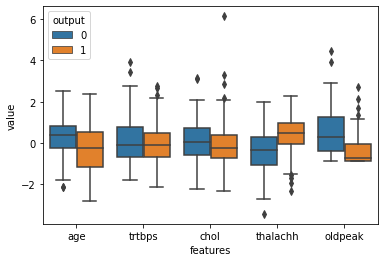 output
0
1
6
4
2
0
−2
value
age
trtbps
chol
thalachh
oldpeak
features